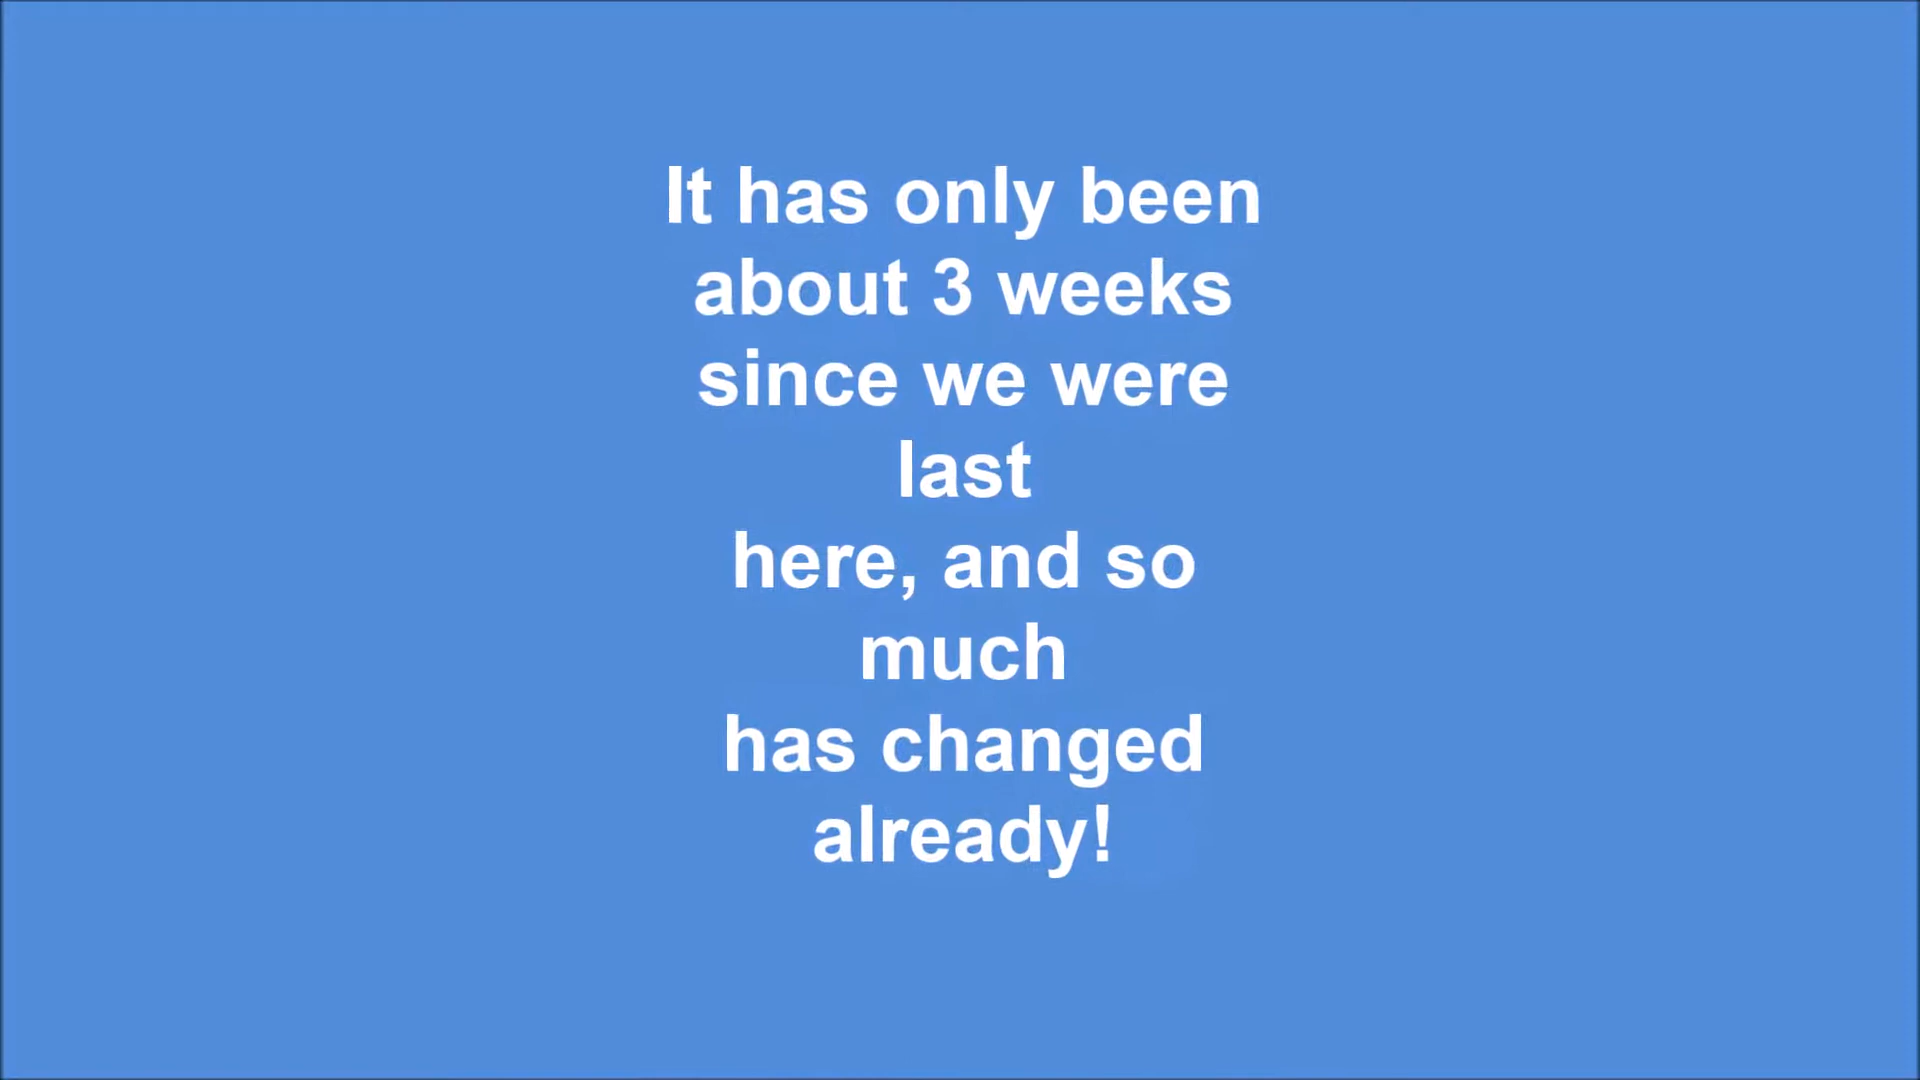 It has only been
about 3 weeks
since we were
last
here, and so
much
has changed
already!